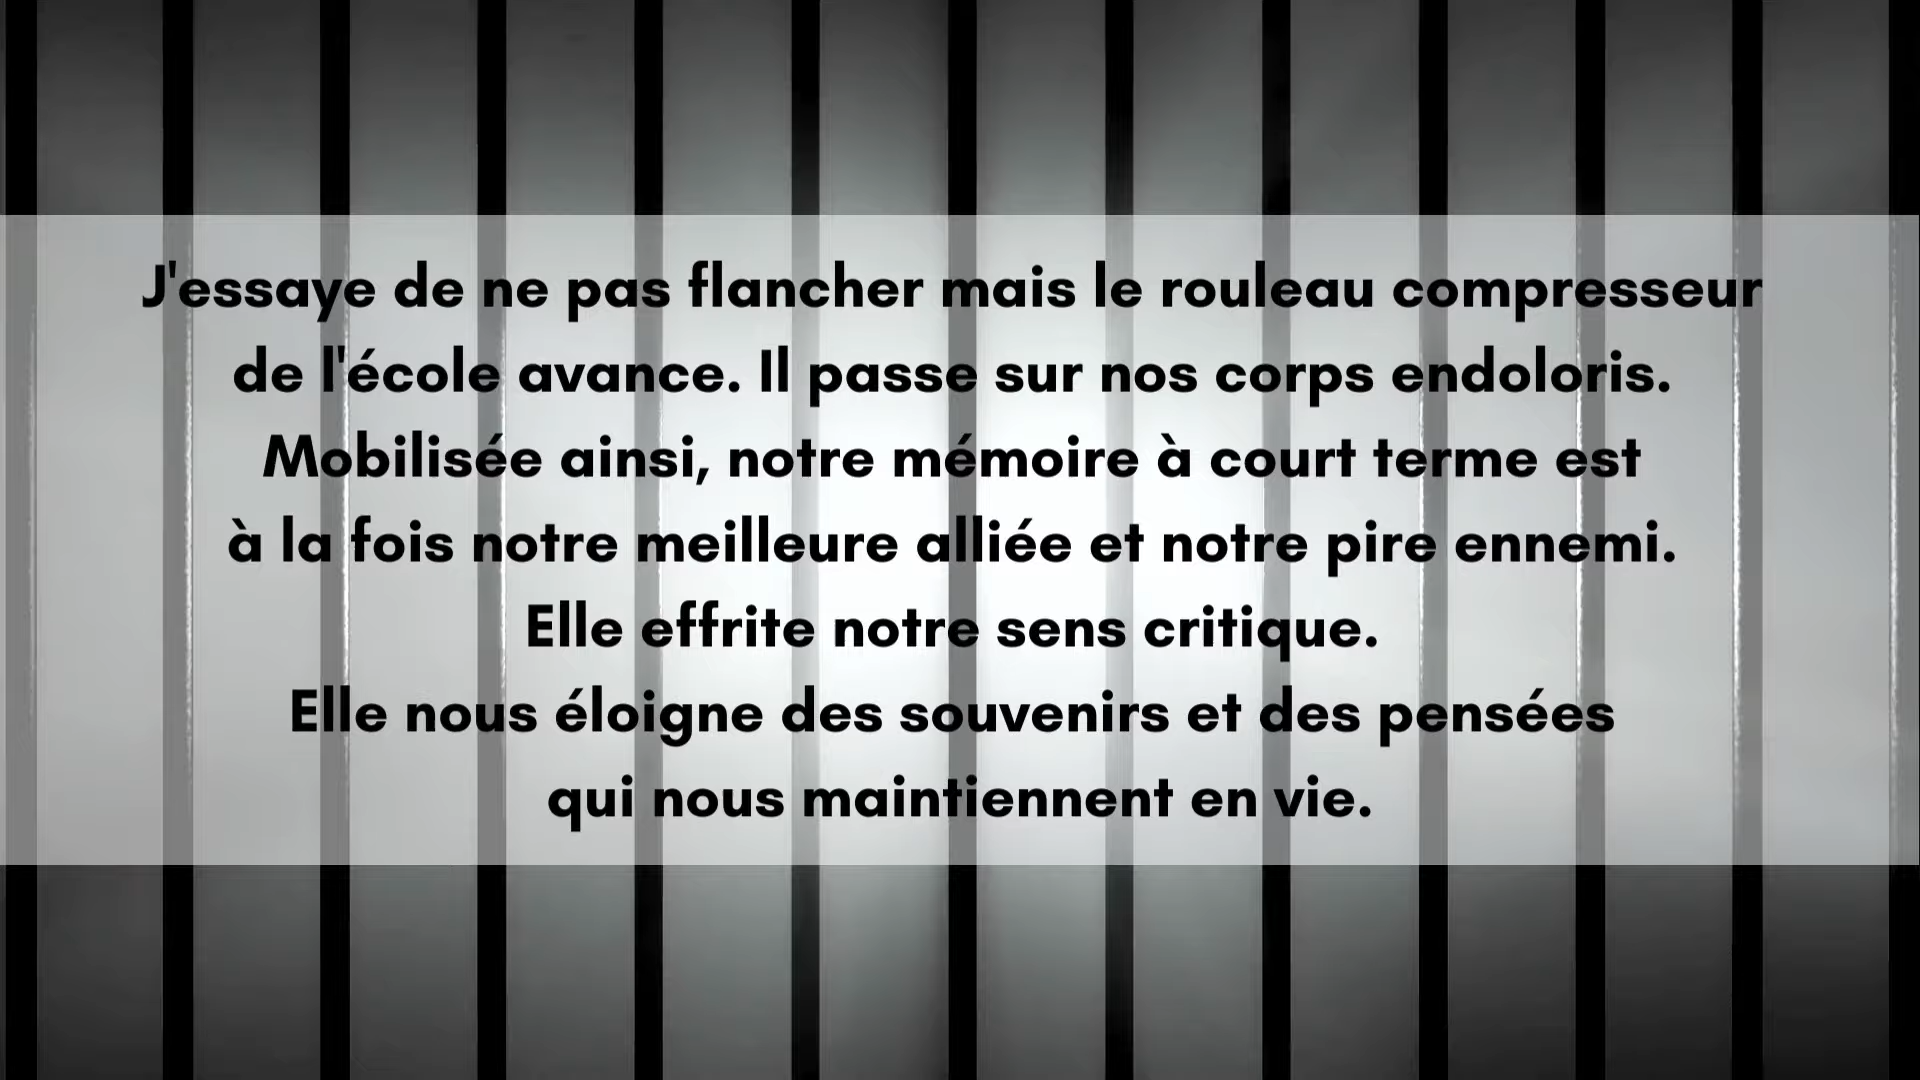 J'essaye de ne pas flancher mais le rouleau compresseur
de l'école avance. Il passe sur nos corps endoloris.
Mobilisée ainsi, notre mémoire à court terme est
à la fois notre meilleure alliée et notre pire ennemi.
Elle effrite notre sens critique.
Elle nous éloigne des souvenirs et des pensées
qui nous maintiennent en vie.